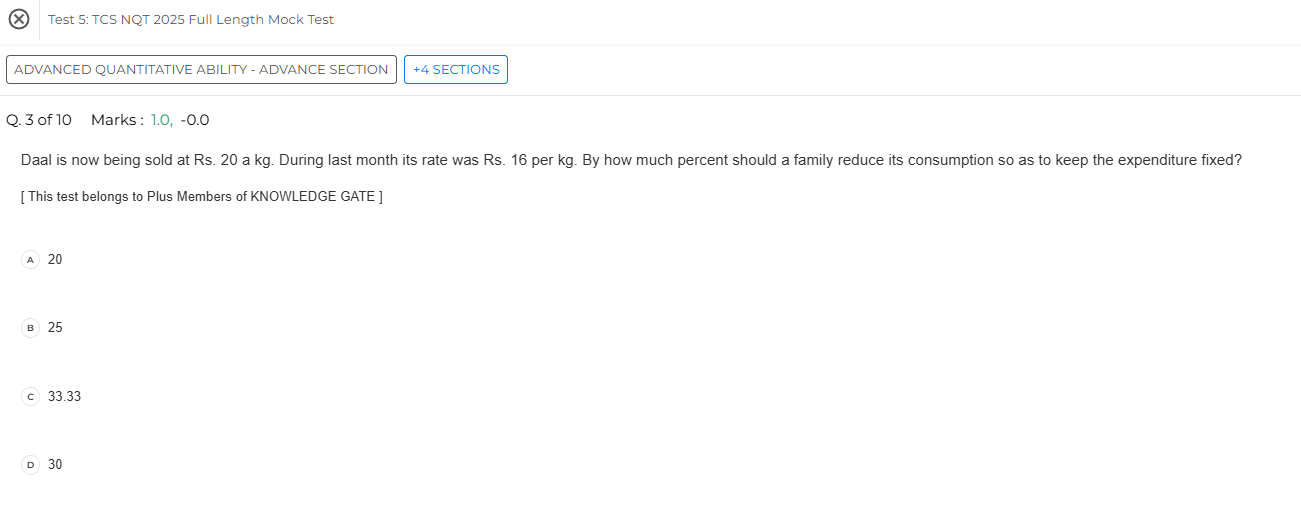 Test 5: TCS NQT 2025 Full Length Mock Test
ADVANCED QUANTITATIVE ABILITY - ADVANCE SECTION +4 SECTIONS
Q. 3 of 10 Marks : 1.0, -0.0
Daal is now being sold at Rs. 20 a kg. During last month its rate was Rs. 16 per kg. By how much percent should a family reduce its consumption so as to keep the expenditure fixed?
[ This test belongs to Plus Members of KNOWLEDGE GATE ]
A 20
B 25
C 33.33
D 30